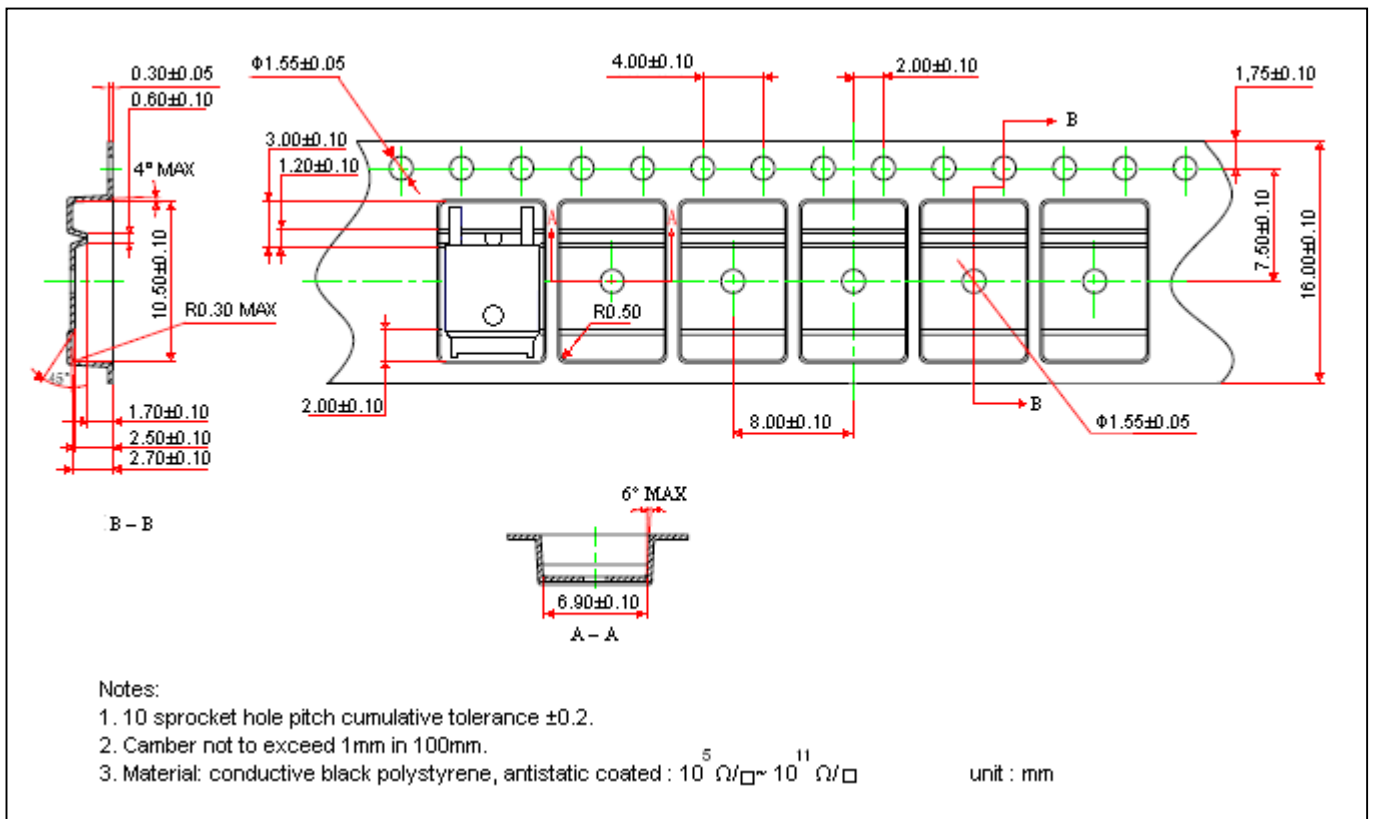 0.30±0.05
Φ1.55±0.05
4.00±0.10
2.00±0.10
1,75±0.10
0.60±0.10
B
3.00±0.10
4° MAX
1.20±0.10
A
A
7.50±0.10
16.00±0.10
10.50±0.10
R0.30 MAX
R0.50
45°
2.00±0.10
B
1.70±0.10
8.00±0.10
Φ1.55±0.05
2.50±0.10
2.70±0.10
6° MAX
B – B
6.90±0.10
A – A
Notes:
1. 10 sprocket hole pitch cumulative tolerance ±0.2.
2. Camber not to exceed 1mm in 100mm.
3. Material: conductive black polystyrene, antistatic coated : 10⁵ Ω/□~ 10¹¹ Ω/□ unit : mm